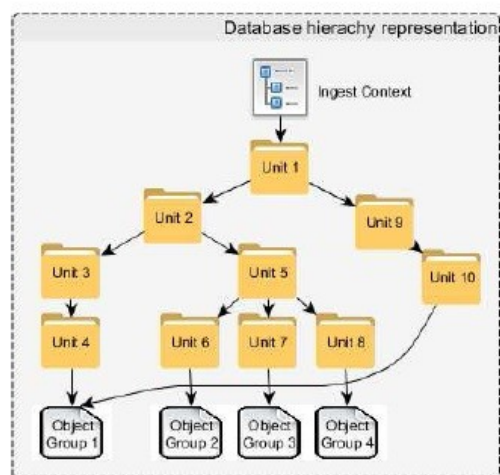 Database hierachy representation
Ingest Context
Unit 1
Unit 2
Unit 9
Unit 3
Unit 5
Unit 10
Unit 4
Unit 6
Unit 7
Unit 8
Object
Group 1
Object
Group 2
Object
Group 3
Object
Group 4